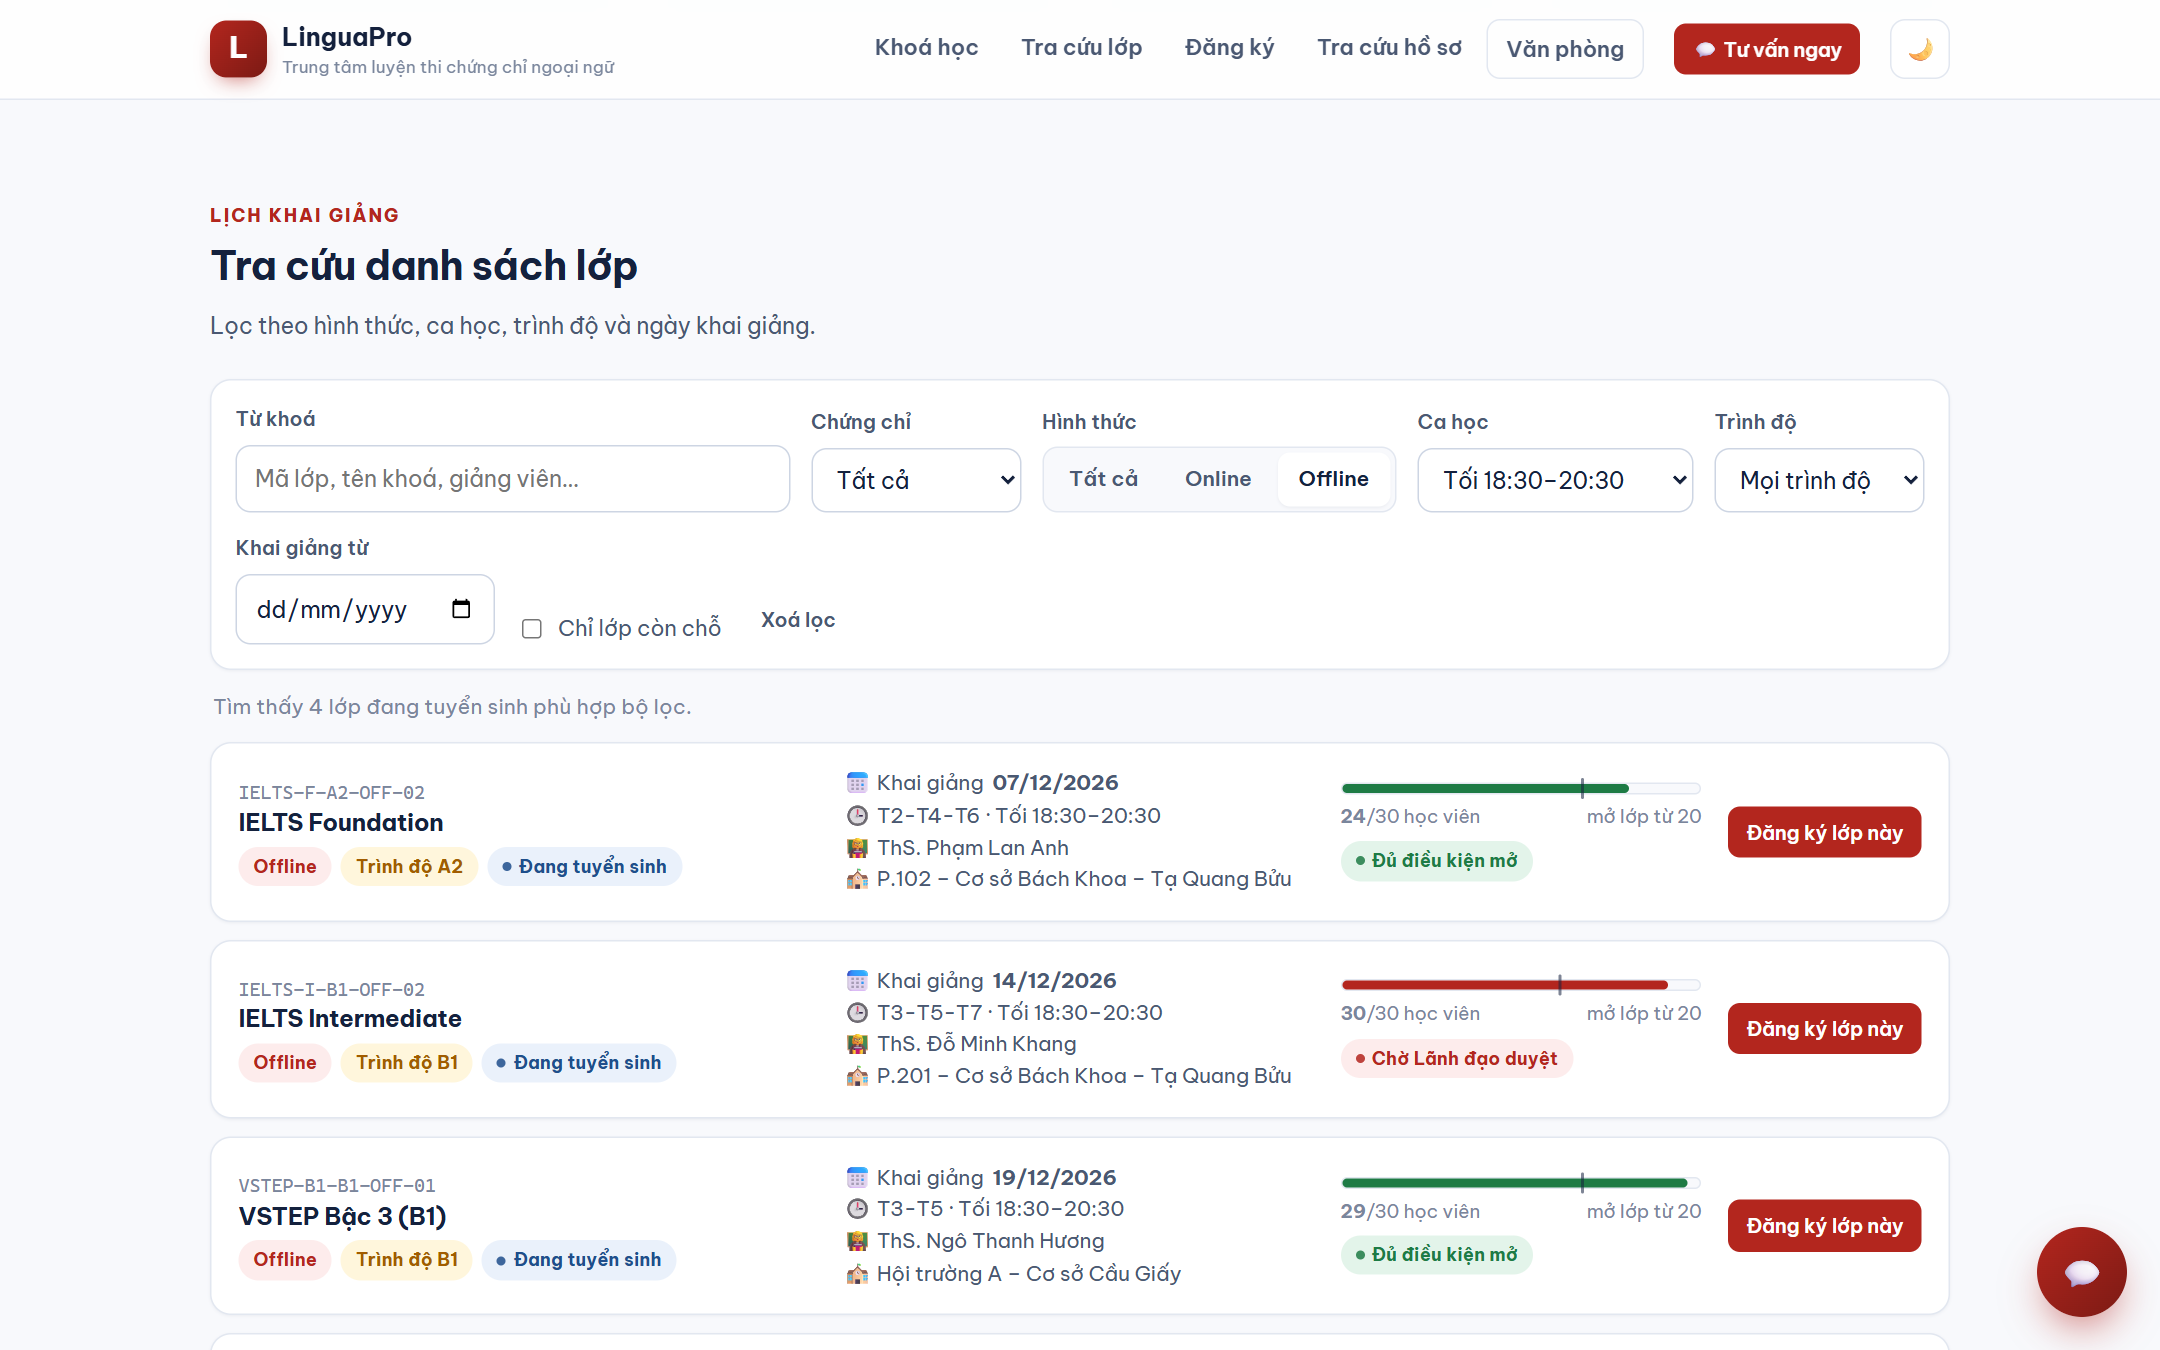 L
LinguaPro
Trung tâm luyện thi chứng chỉ ngoại ngữ
Khoá học
Tra cứu lớp
Đăng ký
Tra cứu hồ sơ
Văn phòng
Tư vấn ngay
LỊCH KHAI GIẢNG
Tra cứu danh sách lớp
Lọc theo hình thức, ca học, trình độ và ngày khai giảng.
Từ khoá
Mã lớp, tên khoá, giảng viên...
Chứng chỉ
Tất cả
Hình thức
Tất cả
Online
Offline
Ca học
Tối 18:30–20:30
Trình độ
Mọi trình độ
Khai giảng từ
dd/mm/yyyy
Chỉ lớp còn chỗ
Xoá lọc
Tìm thấy 4 lớp đang tuyển sinh phù hợp bộ lọc.
IELTS-F-A2-OFF-02
IELTS Foundation
Offline
Trình độ A2
Đang tuyển sinh
Khai giảng 07/12/2026
T2-T4-T6 · Tối 18:30–20:30
ThS. Phạm Lan Anh
P.102 – Cơ sở Bách Khoa – Tạ Quang Bửu
24/30 học viên
mở lớp từ 20
Đủ điều kiện mở
Đăng ký lớp này
IELTS-I-B1-OFF-02
IELTS Intermediate
Offline
Trình độ B1
Đang tuyển sinh
Khai giảng 14/12/2026
T3-T5-T7 · Tối 18:30–20:30
ThS. Đỗ Minh Khang
P.201 – Cơ sở Bách Khoa – Tạ Quang Bửu
30/30 học viên
mở lớp từ 20
Chờ Lãnh đạo duyệt
Đăng ký lớp này
VSTEP-B1-B1-OFF-01
VSTEP Bậc 3 (B1)
Offline
Trình độ B1
Đang tuyển sinh
Khai giảng 19/12/2026
T3-T5 · Tối 18:30–20:30
ThS. Ngô Thanh Hương
Hội trường A – Cơ sở Cầu Giấy
29/30 học viên
mở lớp từ 20
Đủ điều kiện mở
Đăng ký lớp này